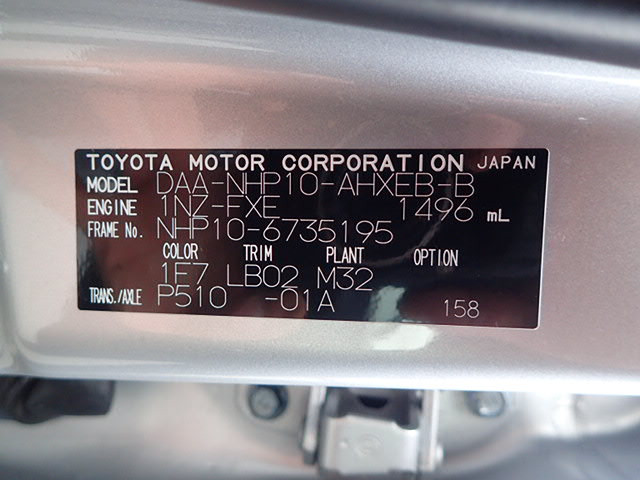 TOYOTA MOTOR CORPORATION JAPAN
MODEL DAA-NHP10-AHXEB-B
ENGINE 1NZ-FXE 1496 mL
FRAME No. NHP10-6735195
COLOR TRIM PLANT OPTION
1F7 LB02 M32
TRANS./AXLE P510 -01A 158